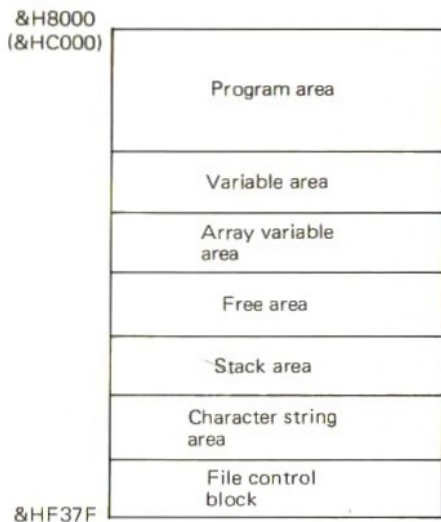 &H8000
(&HC000)
Program area
Variable area
Array variable
area
Free area
Stack area
Character string
area
File control
block
&HF37F